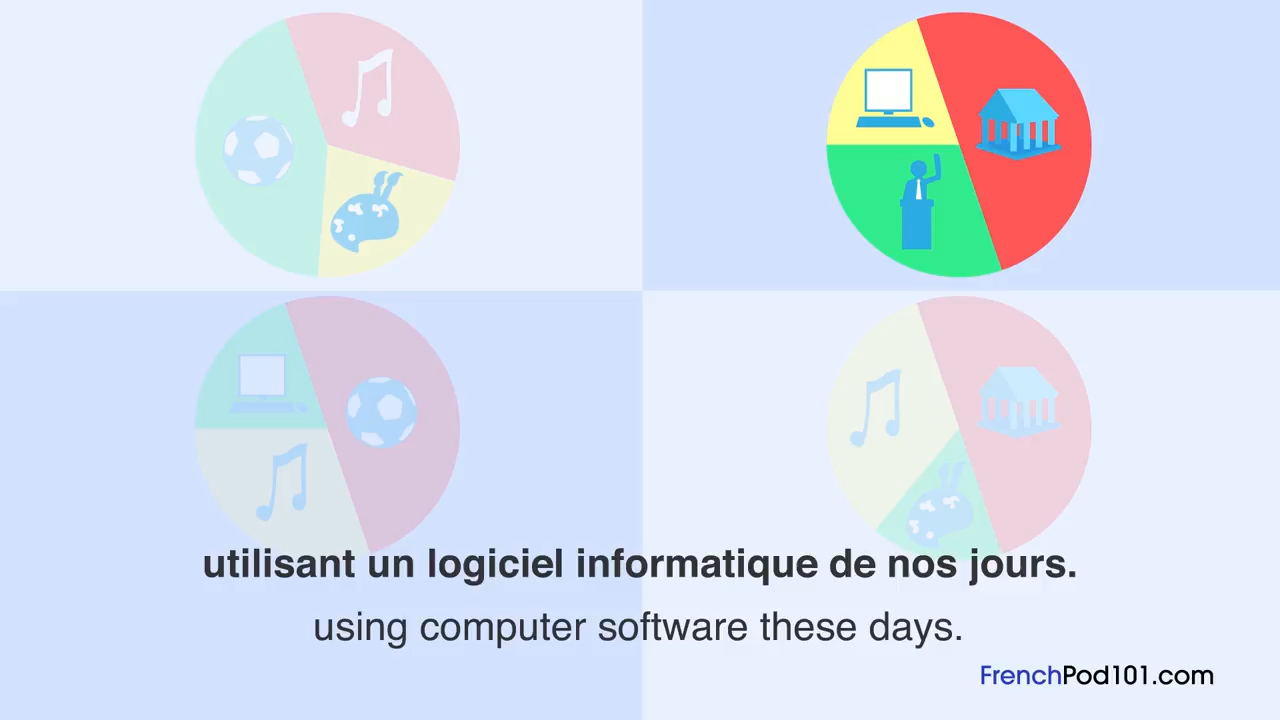 utilisant un logiciel informatique de nos jours.
using computer software these days.
FrenchPod101.com